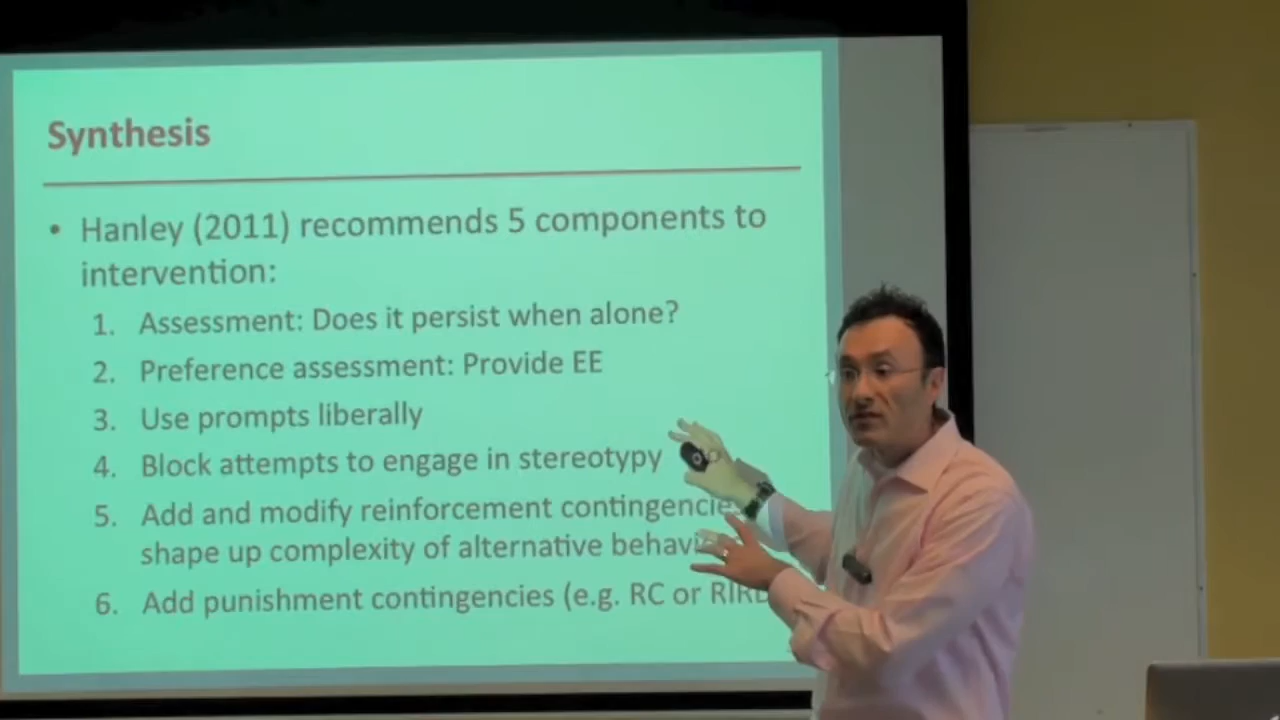 Synthesis
• Hanley (2011) recommends 5 components to
intervention:
1. Assessment: Does it persist when alone?
2. Preference assessment: Provide EE
3. Use prompts liberally
4. Block attempts to engage in stereotypy
5. Add and modify reinforcement
shape up complexity of alternative
6. Add punishment contingencies (e.g. RC or